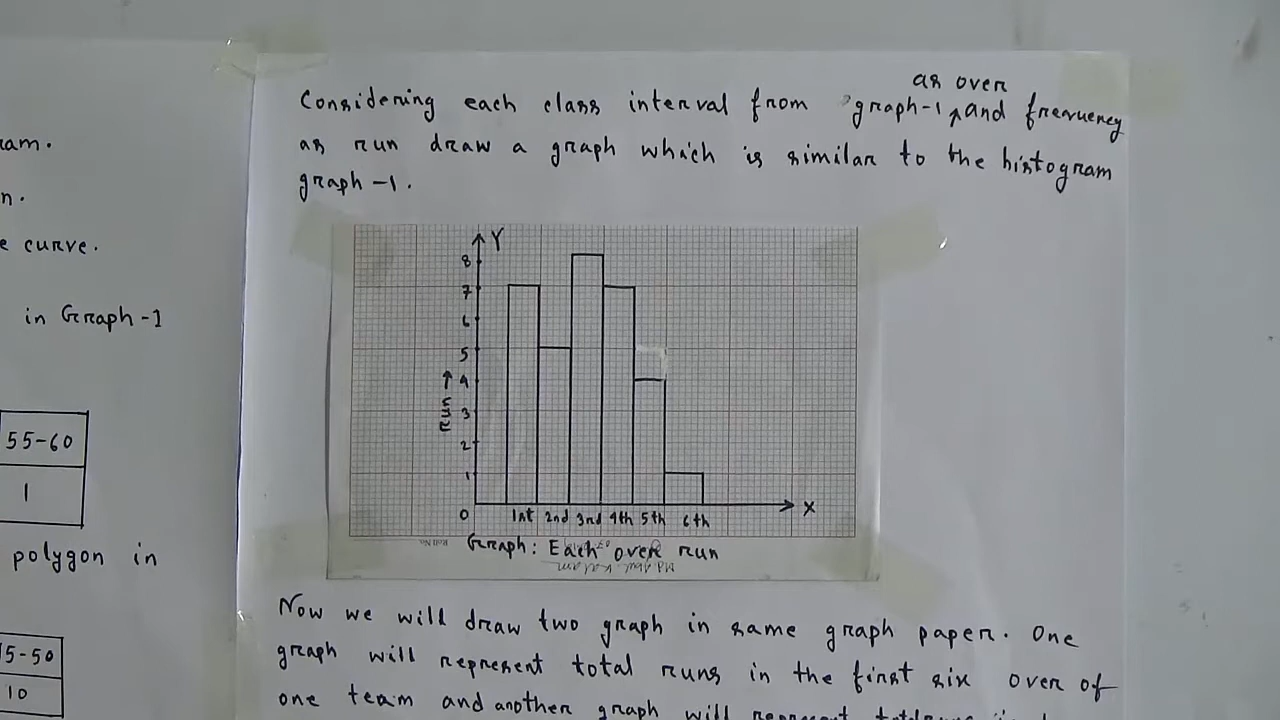 ram.
n.
e curve.
in Graph-1
55-60
1
polygon in
5-50
10
as over
Considering each class interval from graph-1, and frequency
as run draw a graph which is similar to the histogram
graph-1.
Y
8
7
6
5
4
3
2
1
0
Run
X
1st 2nd 3rd 4th 5th 6th
Graph: Each over run
Now we will draw two graph in same graph paper. One
graph will represent total runs in the first six over of
one team and another graph will represent